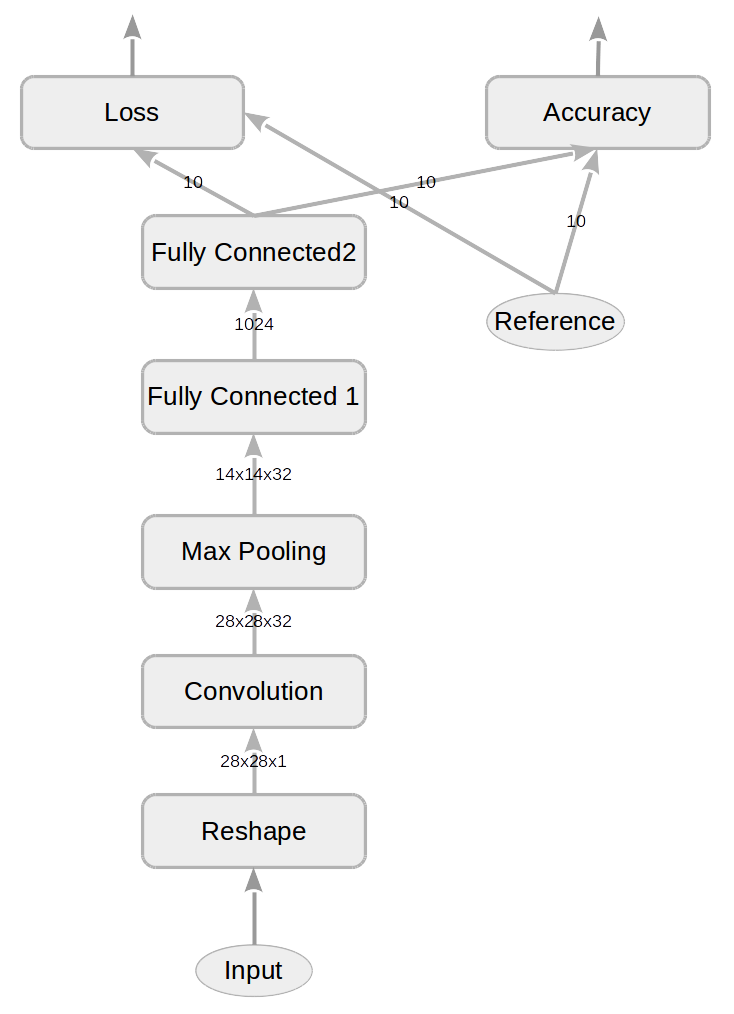 Loss
Accuracy
10
10
10
10
Fully Connected2
Reference
1024
Fully Connected 1
14x14x32
Max Pooling
28x28x32
Convolution
28x28x1
Reshape
Input